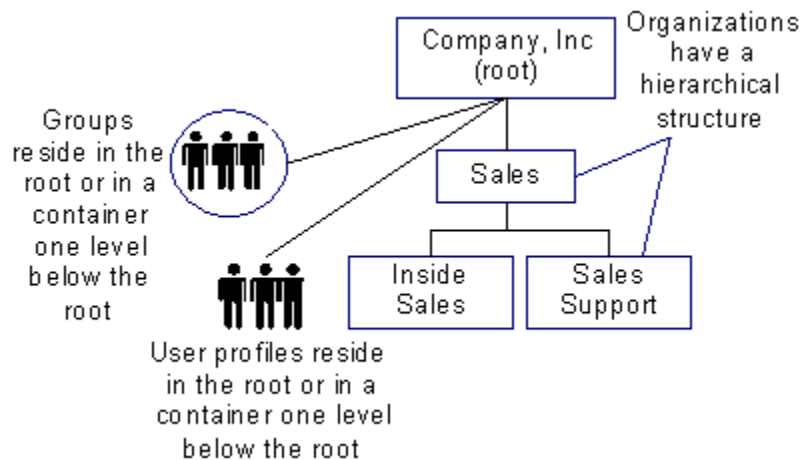 Company, Inc
(root)
Organizations
have a
hierarchical
structure
Groups
reside in the
root or in a
container
one level
below the
root
Sales
Inside
Sales
Sales
Support
User profiles reside
in the root or in a
container one level
below the root